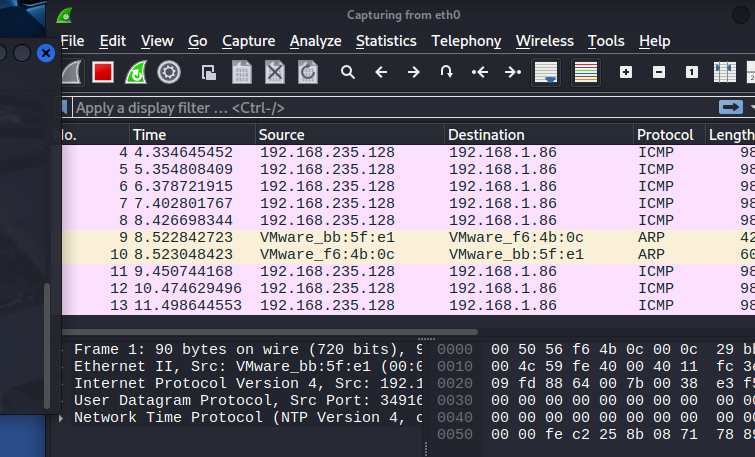 Capturing from eth0
File Edit View Go Capture Analyze Statistics Telephony Wireless Tools Help
Apply a display filter … <Ctrl-/>
No. Time Source Destination Protocol Length
4 4.334645452 192.168.235.128 192.168.1.86 ICMP 98
5 5.354808409 192.168.235.128 192.168.1.86 ICMP 98
6 6.378721915 192.168.235.128 192.168.1.86 ICMP 98
7 7.402801767 192.168.235.128 192.168.1.86 ICMP 98
8 8.426698344 192.168.235.128 192.168.1.86 ICMP 98
9 8.522842723 VMware_bb:5f:e1 VMware_f6:4b:0c ARP 42
10 8.523048423 VMware_f6:4b:0c VMware_bb:5f:e1 ARP 60
11 9.450744168 192.168.235.128 192.168.1.86 ICMP 98
12 10.474629496 192.168.235.128 192.168.1.86 ICMP 98
13 11.498644553 192.168.235.128 192.168.1.86 ICMP 98
Frame 1: 90 bytes on wire (720 bits), 9
Ethernet II, Src: VMware_bb:5f:e1 (00:0
Internet Protocol Version 4, Src: 192.1
User Datagram Protocol, Src Port: 34916
Network Time Protocol (NTP Version 4, c
0000 00 50 56 f6 4b 0c 00 0c 29 bb
0010 00 4c 59 fe 40 00 40 11 fc 3e
0020 09 fd 88 64 00 7b 00 38 e3 f5
0030 00 00 00 00 00 00 00 00 00 00
0040 00 00 00 00 00 00 00 00 00 00
0050 00 00 fe c2 25 8b 08 71 78 89